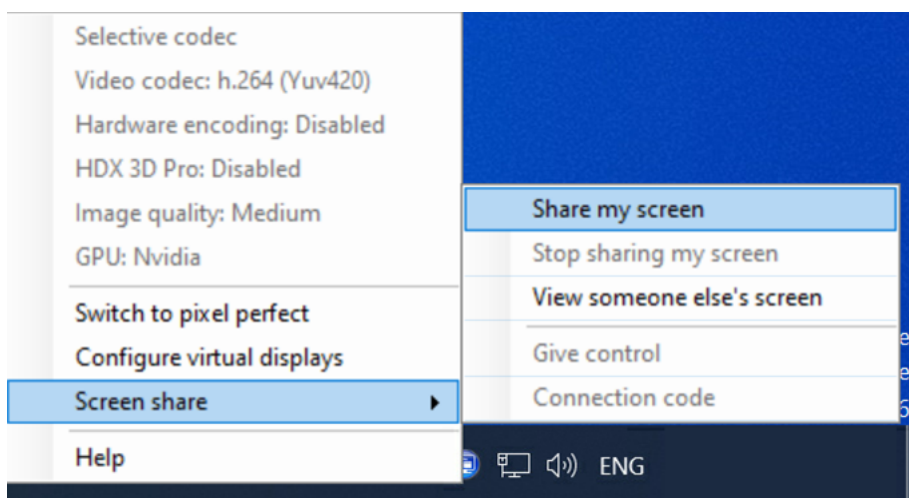 Selective codec
Video codec: h.264 (Yuv420)
Hardware encoding: Disabled
HDX 3D Pro: Disabled
Image quality: Medium
GPU: Nvidia
Switch to pixel perfect
Configure virtual displays
Screen share
Help
Share my screen
Stop sharing my screen
View someone else's screen
Give control
Connection code
ENG